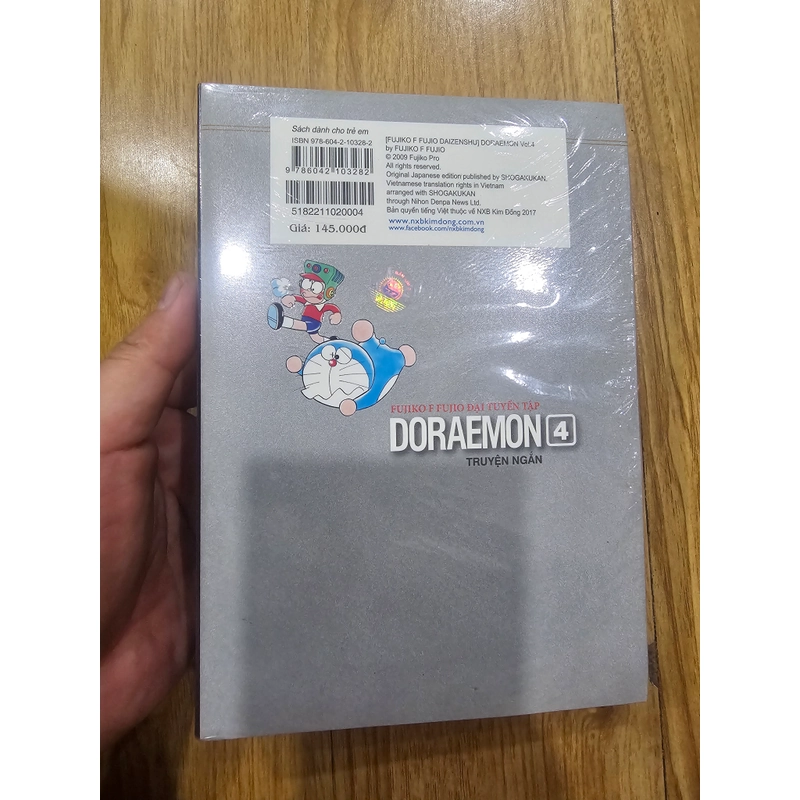 Sách dành cho trẻ em
ISBN 978-604-2-10328-2
9 786042 103282
5182211020004
Giá: 145.000đ
[FUJIKO F FUJIO DAIZENSHU] DORAEMON Vol.4
by FUJIKO F FUJIO
© 2009 Fujiko Pro
All rights reserved.
Original Japanese edition published by SHOGAKUKAN.
Vietnamese translation rights in Vietnam
arranged with SHOGAKUKAN
through Nihon Denpa News Ltd.
Bản quyền tiếng Việt thuộc về NXB Kim Đồng 2017
www.nxbkimdong.com.vn
www.facebook.com/nxbkimdong
FUJIKO F FUJIO ĐẠI TUYỂN TẬP
DORAEMON 4
TRUYỆN NGẮN